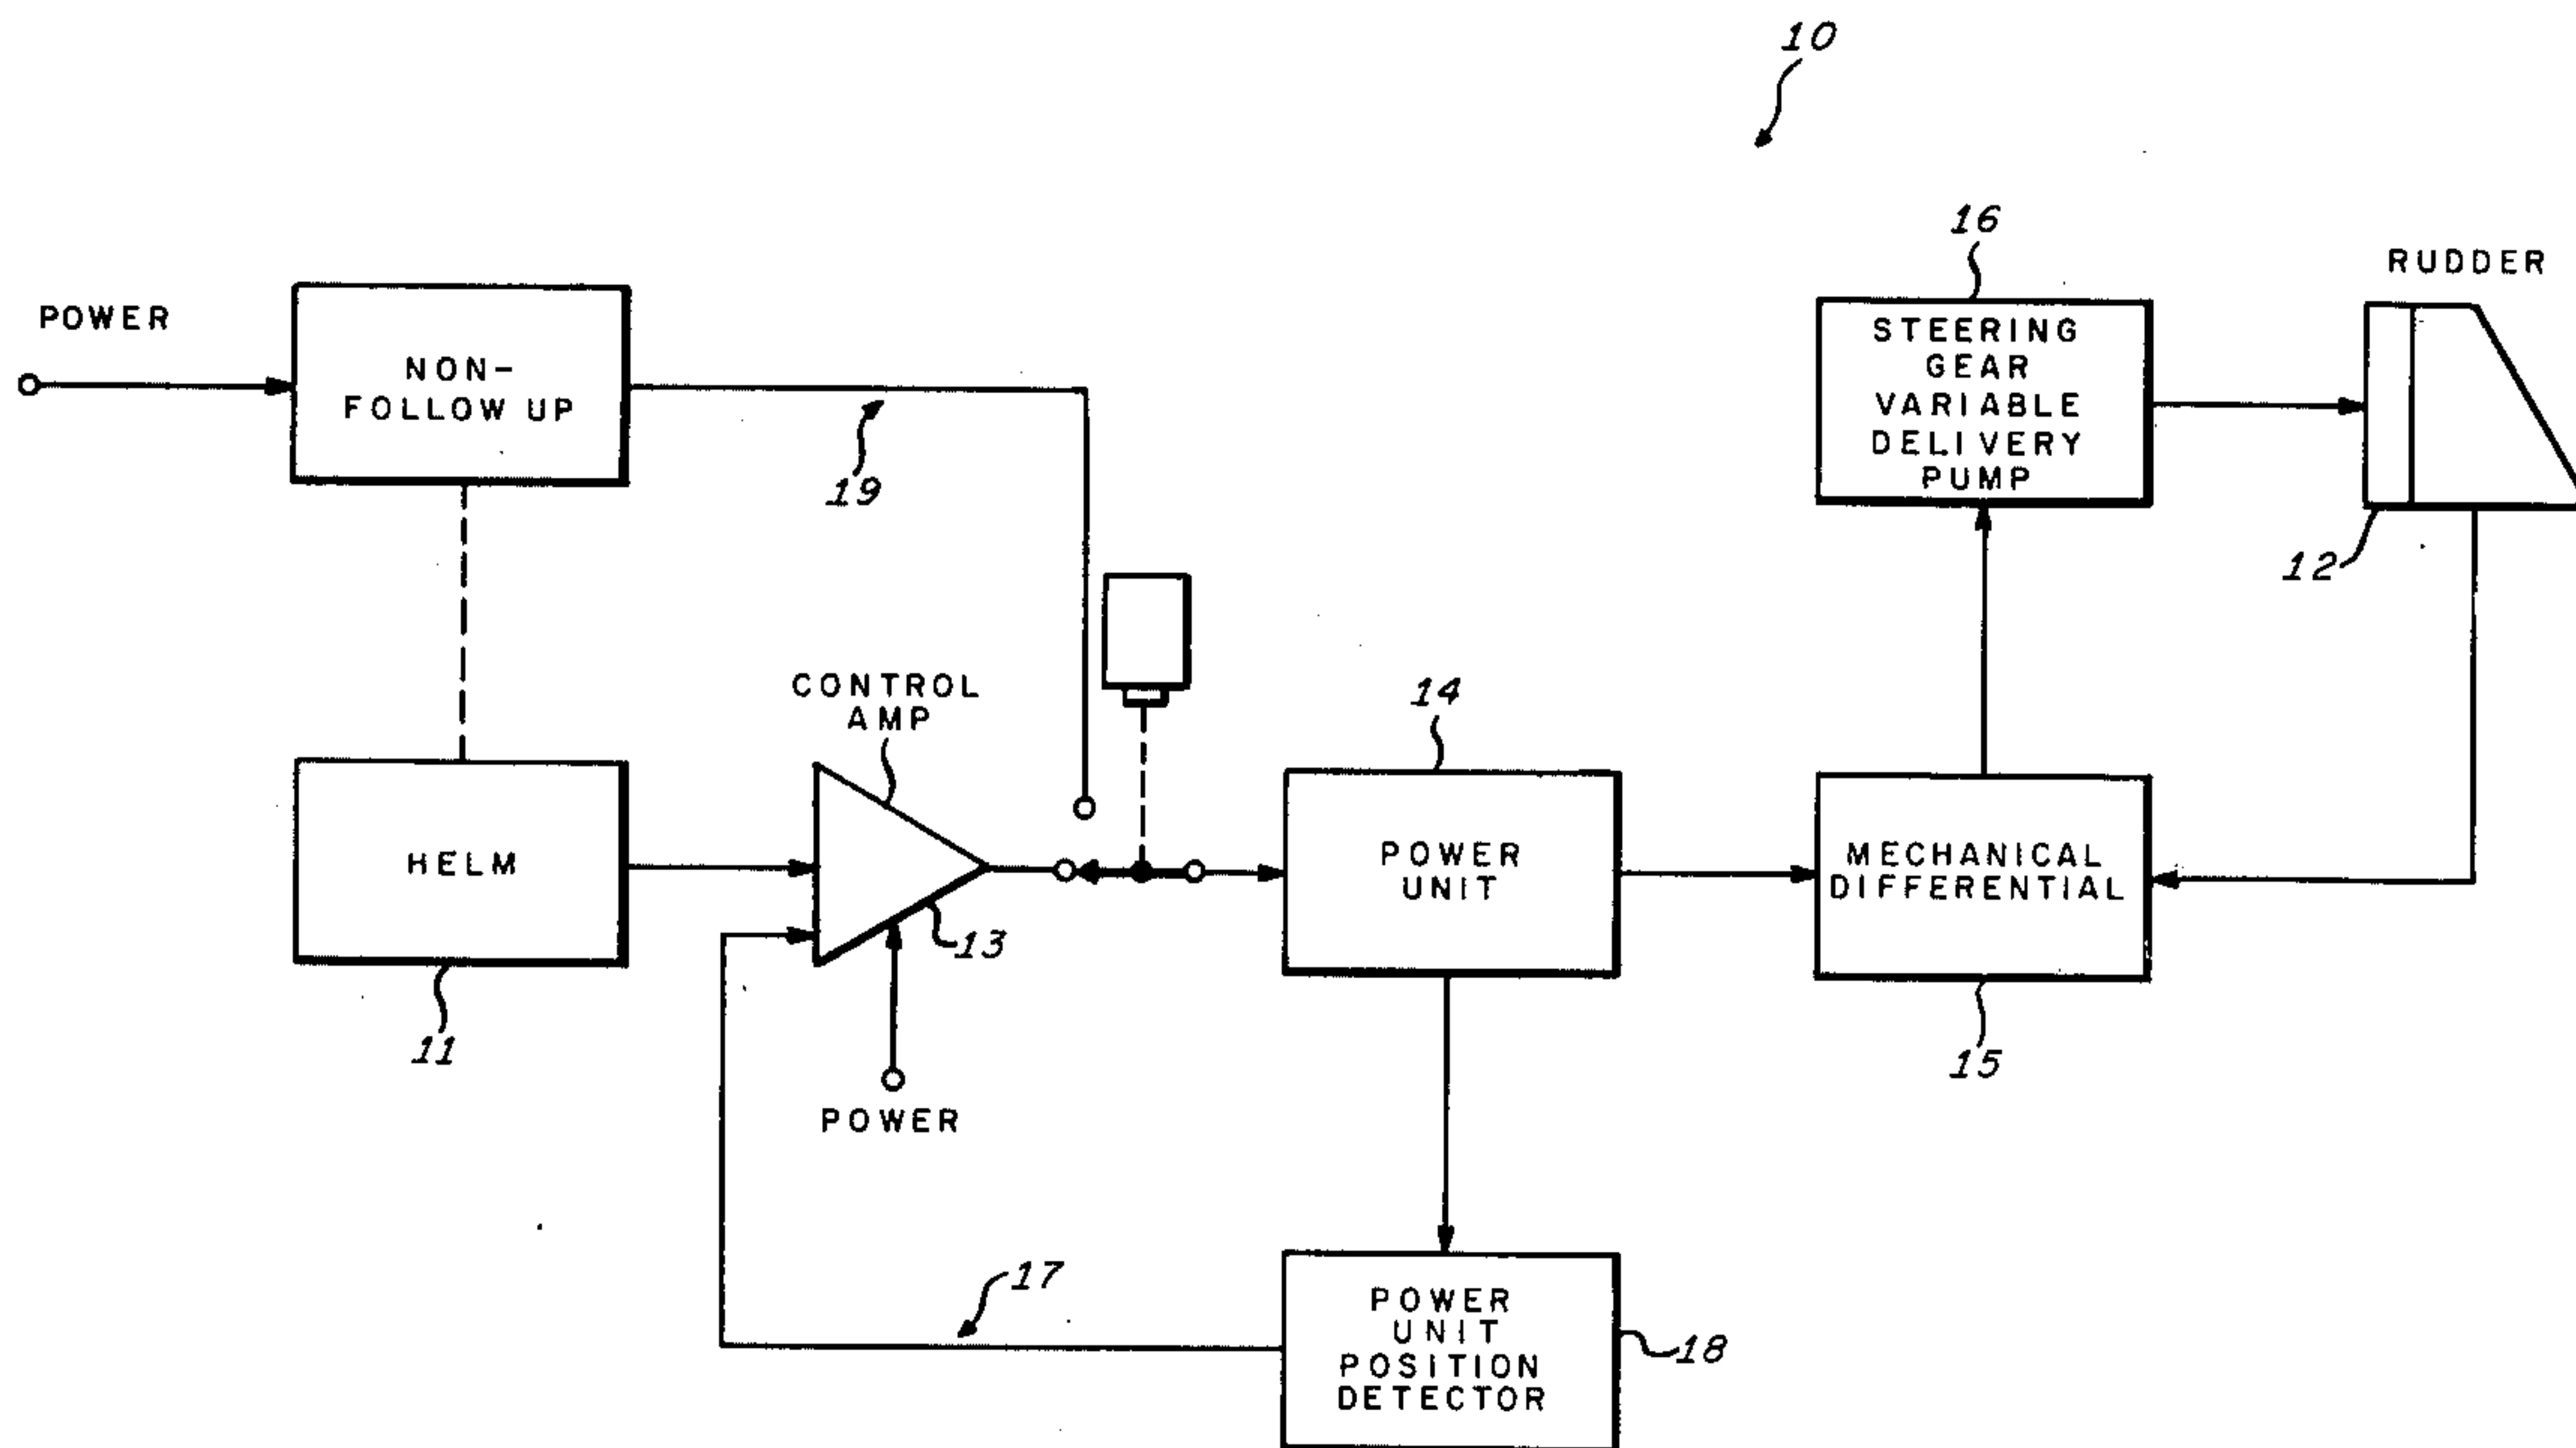 10
16
RUDDER
POWER
NON-
FOLLOW UP
STEERING
GEAR
VARIABLE
DELIVERY
PUMP
19
12
CONTROL
AMP
14
HELM
POWER
UNIT
MECHANICAL
DIFFERENTIAL
13
11
15
POWER
17
POWER
UNIT
POSITION
DETECTOR
18